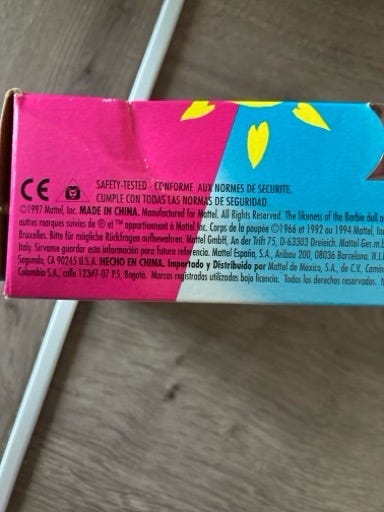 CE SAFETY-TESTED · CONFORME AUX NORMES DE SECURITE.
CUMPLE CON TODAS LAS NORMAS DE SEGURIDAD.
©1997 Mattel, Inc. MADE IN CHINA. Manufactured for Mattel. All Rights Reserved. The likeness of the Barbie doll
autres marques suivies de ® et ™ appartiennent à Mattel Inc. Corps de la poupée ©1966 et 1992 ou 1994 Mattel,
Bruxelles. Bitte für mögliche Rückfragen aufbewahren. Mattel GmbH, An der Trift 75, D-63303 Dreieich. Mattel Ges.m.b
Italy. Sirvanse guardar esta información para futura referencia. Mattel España, S.A., Aribau 200, 08036 Barcelona.
Segundo, CA 90245 U.S.A. HECHO EN CHINA. Importado y Distribuido por Mattel de México, S.A., de C.V.
Colombia S.A., calle 123#7-07 P.5, Bogotá. Marcas registradas utilizadas bajo licencia. Todos los derechos reservados.